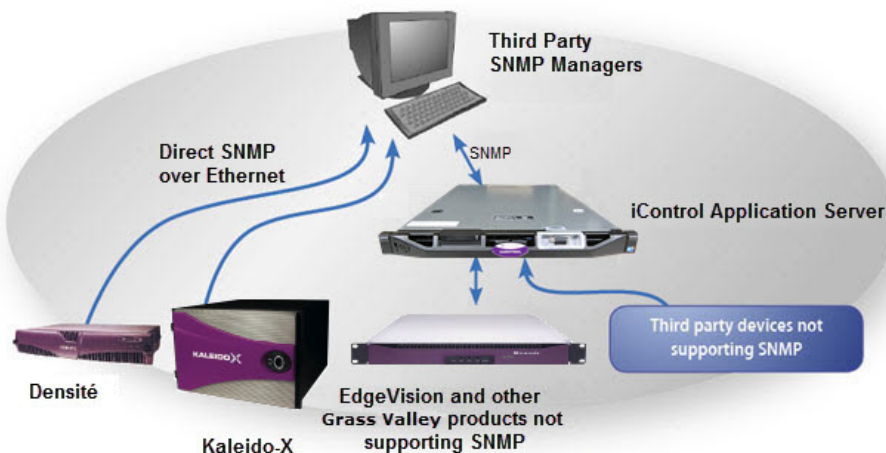 Third Party
SNMP Managers
Direct SNMP
over Ethernet
SNMP
iControl Application Server
KALEIDOX
Third party devices not
supporting SNMP
Densité
EdgeVision and other
Grass Valley products not
supporting SNMP
Kaleido-X